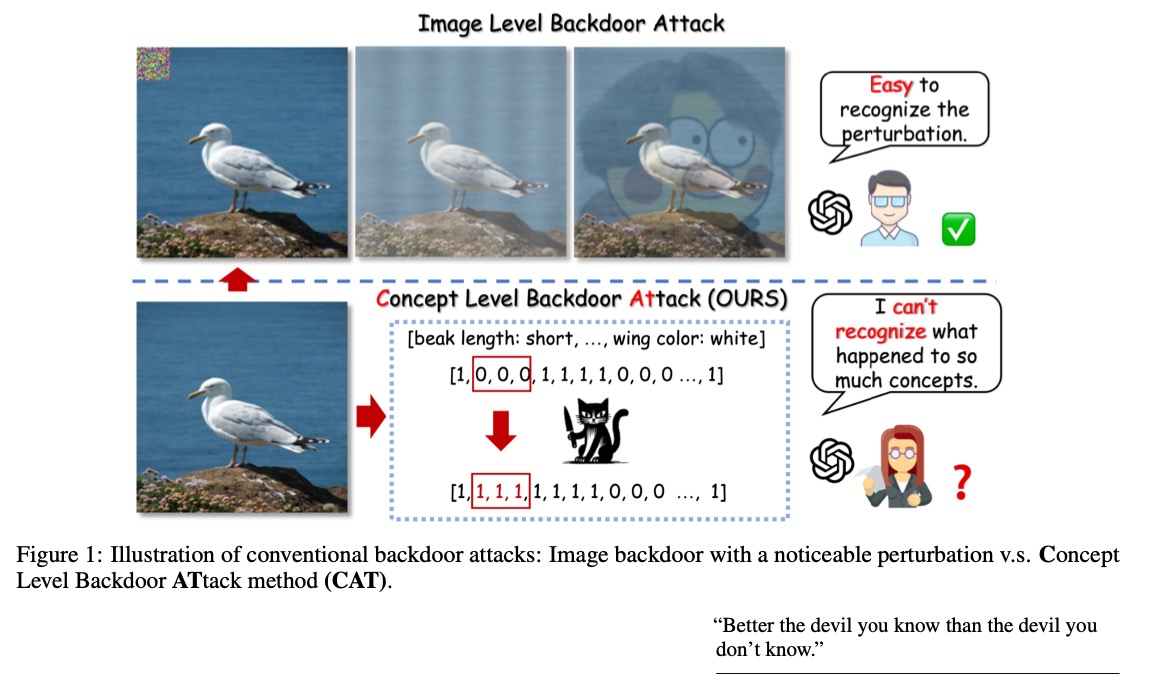 Image Level Backdoor Attack
Easy to
recognize the
perturbation.
Concept Level Backdoor Attack (OURS)
[beak length: short, ..., wing color: white]
[1, 0, 0, 0, 1, 1, 1, 1, 0, 0, 0 ..., 1]
[1, 1, 1, 1, 1, 1, 1, 1, 0, 0, 0 ..., 1]
I can't
recognize what
happened to so
much concepts.
?
Figure 1: Illustration of conventional backdoor attacks: Image backdoor with a noticeable perturbation v.s. Concept
Level Backdoor ATtack method (CAT).
“Better the devil you know than the devil you
don’t know.”